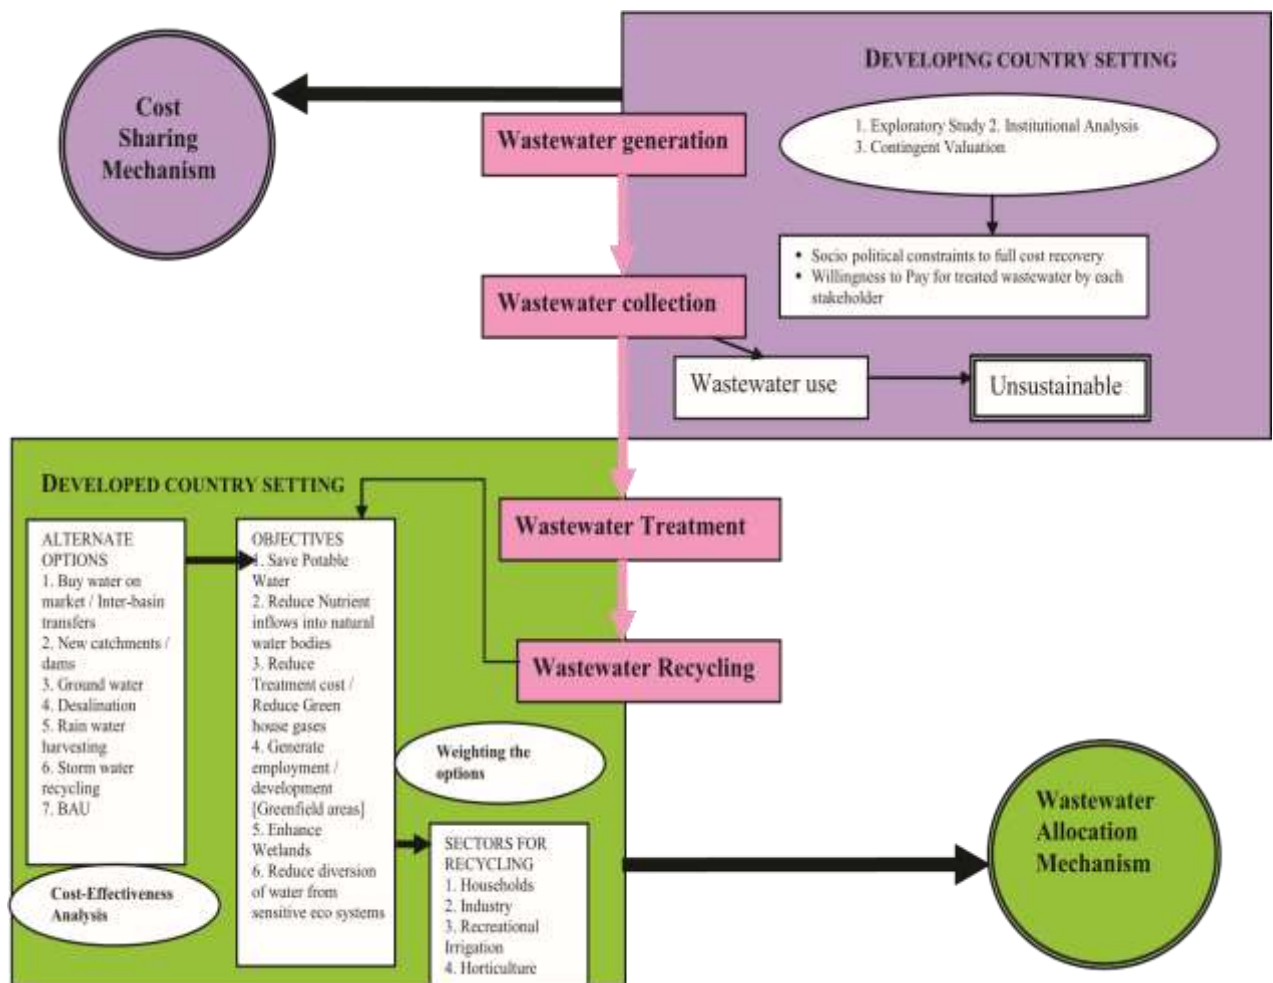 DEVELOPING COUNTRY SETTING
Cost
Sharing
Mechanism
Wastewater generation
1. Exploratory Study 2. Institutional Analysis
3. Contingent Valuation
• Socio political constraints to full cost recovery
• Willingness to Pay for treated wastewater by each
stakeholder
Wastewater collection
Wastewater use
Unsustainable
DEVELOPED COUNTRY SETTING
Wastewater Treatment
Wastewater Recycling
ALTERNATE
OPTIONS
1. Buy water on
market / Inter-basin
transfers
2. New catchments /
dams
3. Ground water
4. Desalination
5. Rain water
harvesting
6. Storm water
recycling
7. BAU
Cost-Effectiveness
Analysis
OBJECTIVES
1. Save Potable
Water
2. Reduce Nutrient
inflows into natural
water bodies
3. Reduce
Treatment cost /
Reduce Green
house gases
4. Generate
employment /
development
[Greenfield areas]
5. Enhance
Wetlands
6. Reduce diversion
of water from
sensitive eco systems
Weighting the
options
SECTORS FOR
RECYCLING
1. Households
2. Industry
3. Recreational
Irrigation
4. Horticulture
Wastewater
Allocation
Mechanism